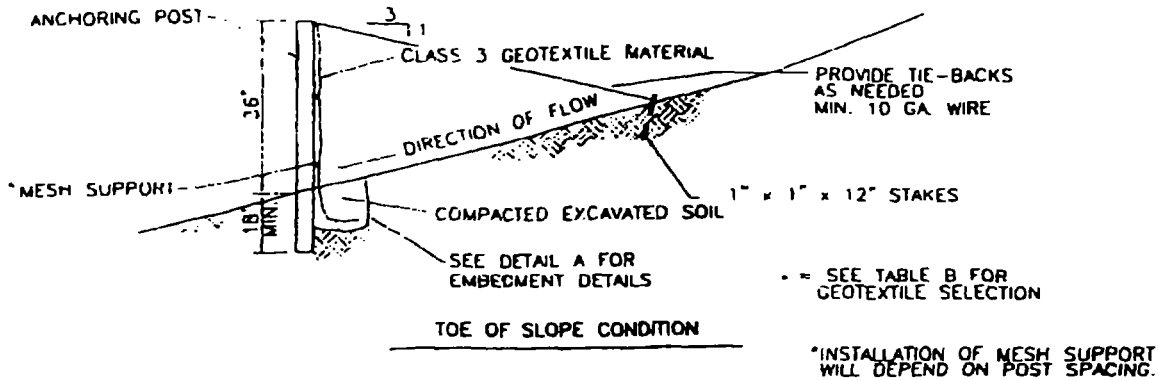 ANCHORING POST
3
1
CLASS 3 GEOTEXTILE MATERIAL
PROVIDE TIE-BACKS
AS NEEDED
MIN. 10 GA. WIRE
36"
DIRECTION OF FLOW
*MESH SUPPORT
18"
MIN.
1" x 1" x 12" STAKES
COMPACTED EXCAVATED SOIL
SEE DETAIL A FOR
EMBEDMENT DETAILS
• = SEE TABLE B FOR
GEOTEXTILE SELECTION
TOE OF SLOPE CONDITION
*INSTALLATION OF MESH SUPPORT
WILL DEPEND ON POST SPACING.